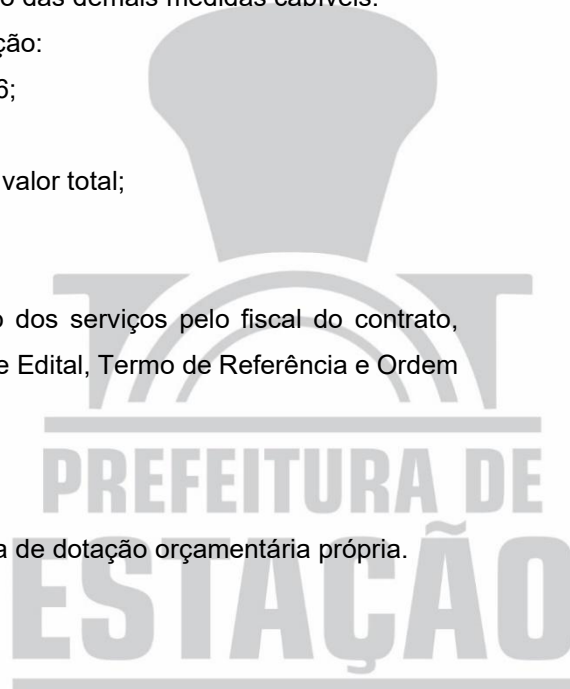 o das demais medidas cabíveis.
ção:
6;
valor total;
o dos serviços pelo fiscal do contrato,
e Edital, Termo de Referência e Ordem
PREFEITURA DE
a de dotação orçamentária própria.
ESTAÇÃO